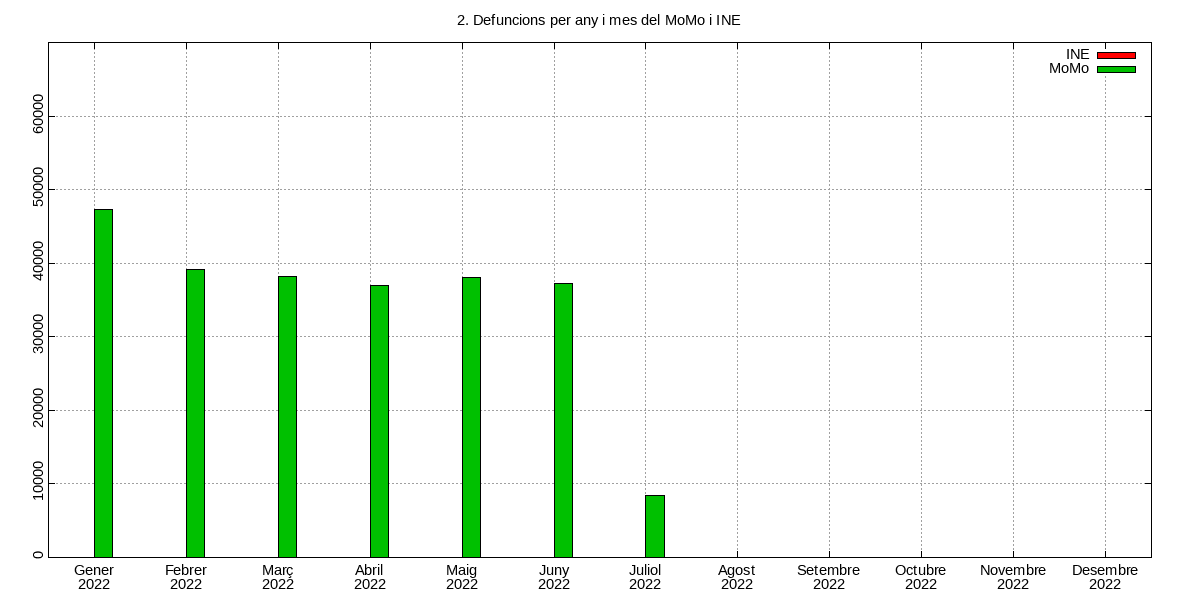 2. Defuncions per any i mes del MoMo i INE
INE
MoMo
60000
50000
40000
30000
20000
10000
0
Gener Febrer Març Abril Maig Juny Juliol Agost Setembre Octubre Novembre Desembre
2022 2022 2022 2022 2022 2022 2022 2022 2022 2022 2022 2022